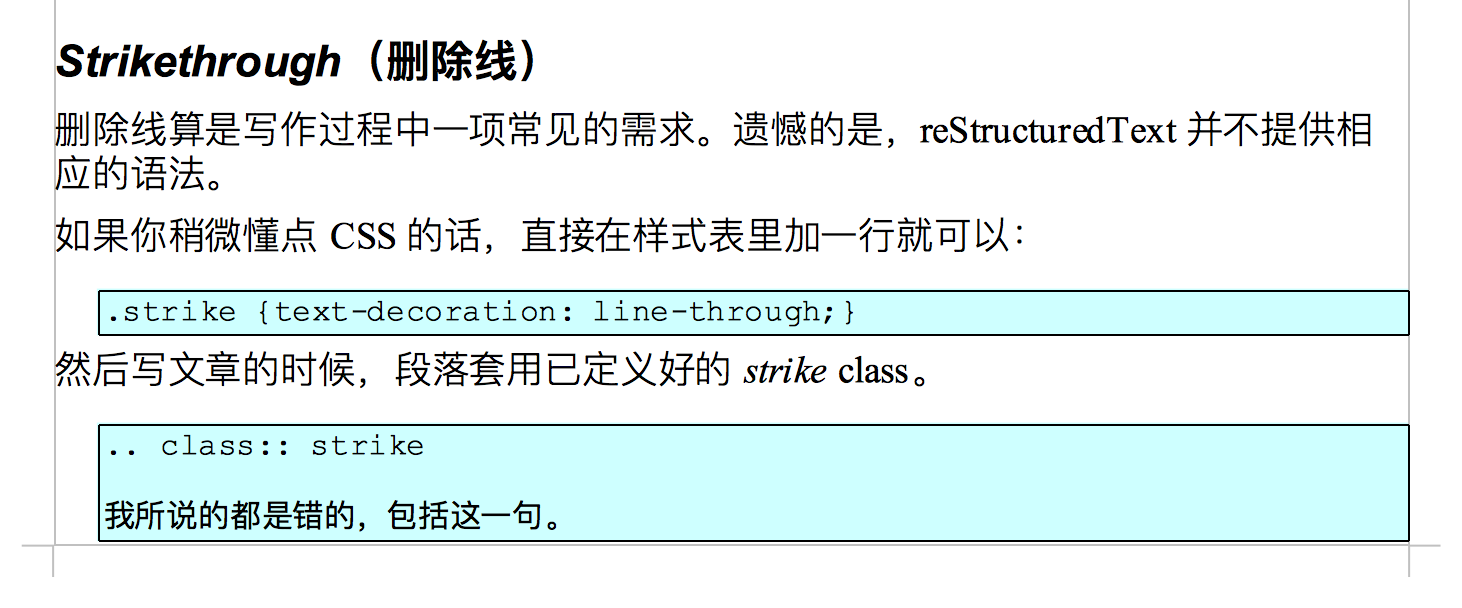 Strikethrough（删除线）
删除线算是写作过程中一项常见的需求。遗憾的是，reStructuredText 并不提供相
应的语法。
如果你稍微懂点 CSS 的话，直接在样式表里加一行就可以：
.strike {text-decoration: line-through;}
然后写文章的时候，段落套用已定义好的 strike class。
.. class:: strike
我所说的都是错的，包括这一句。